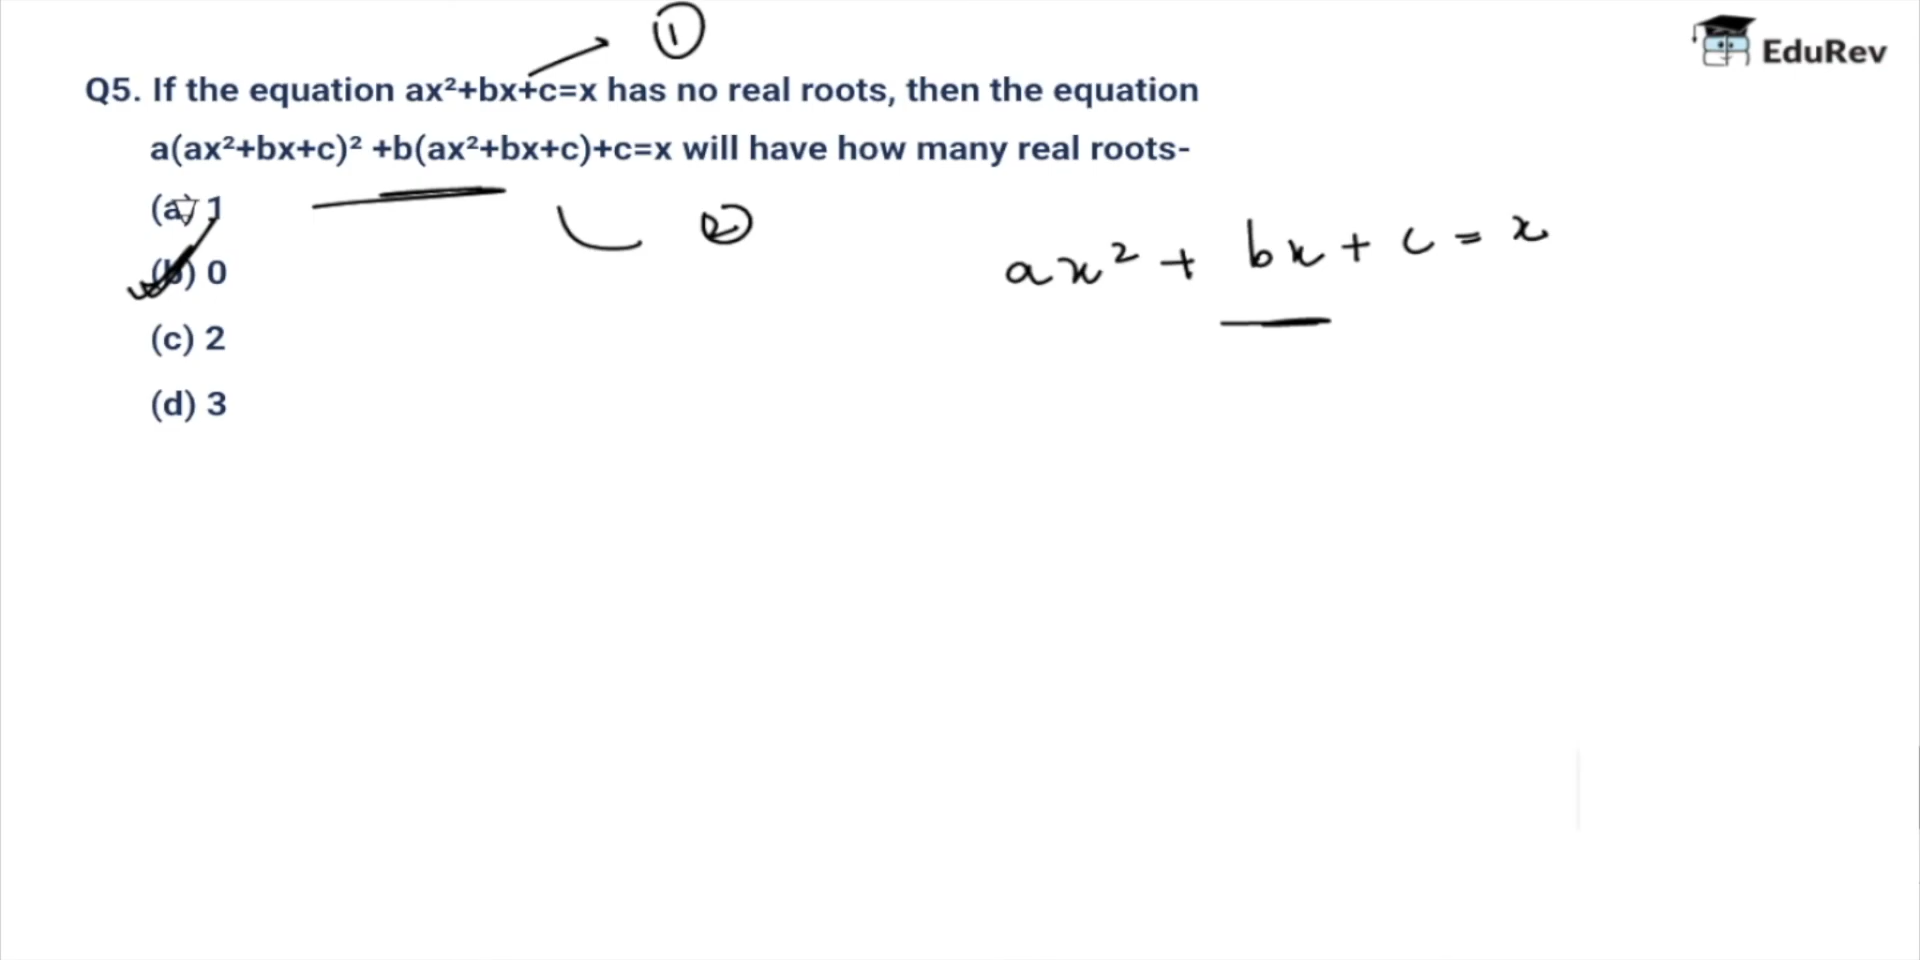 ①
EduRev
Q5. If the equation ax²+bx+c=x has no real roots, then the equation
a(ax²+bx+c)² +b(ax²+bx+c)+c=x will have how many real roots-
(a) 1
②
ax² + bx + c = x
(b) 0
(c) 2
(d) 3